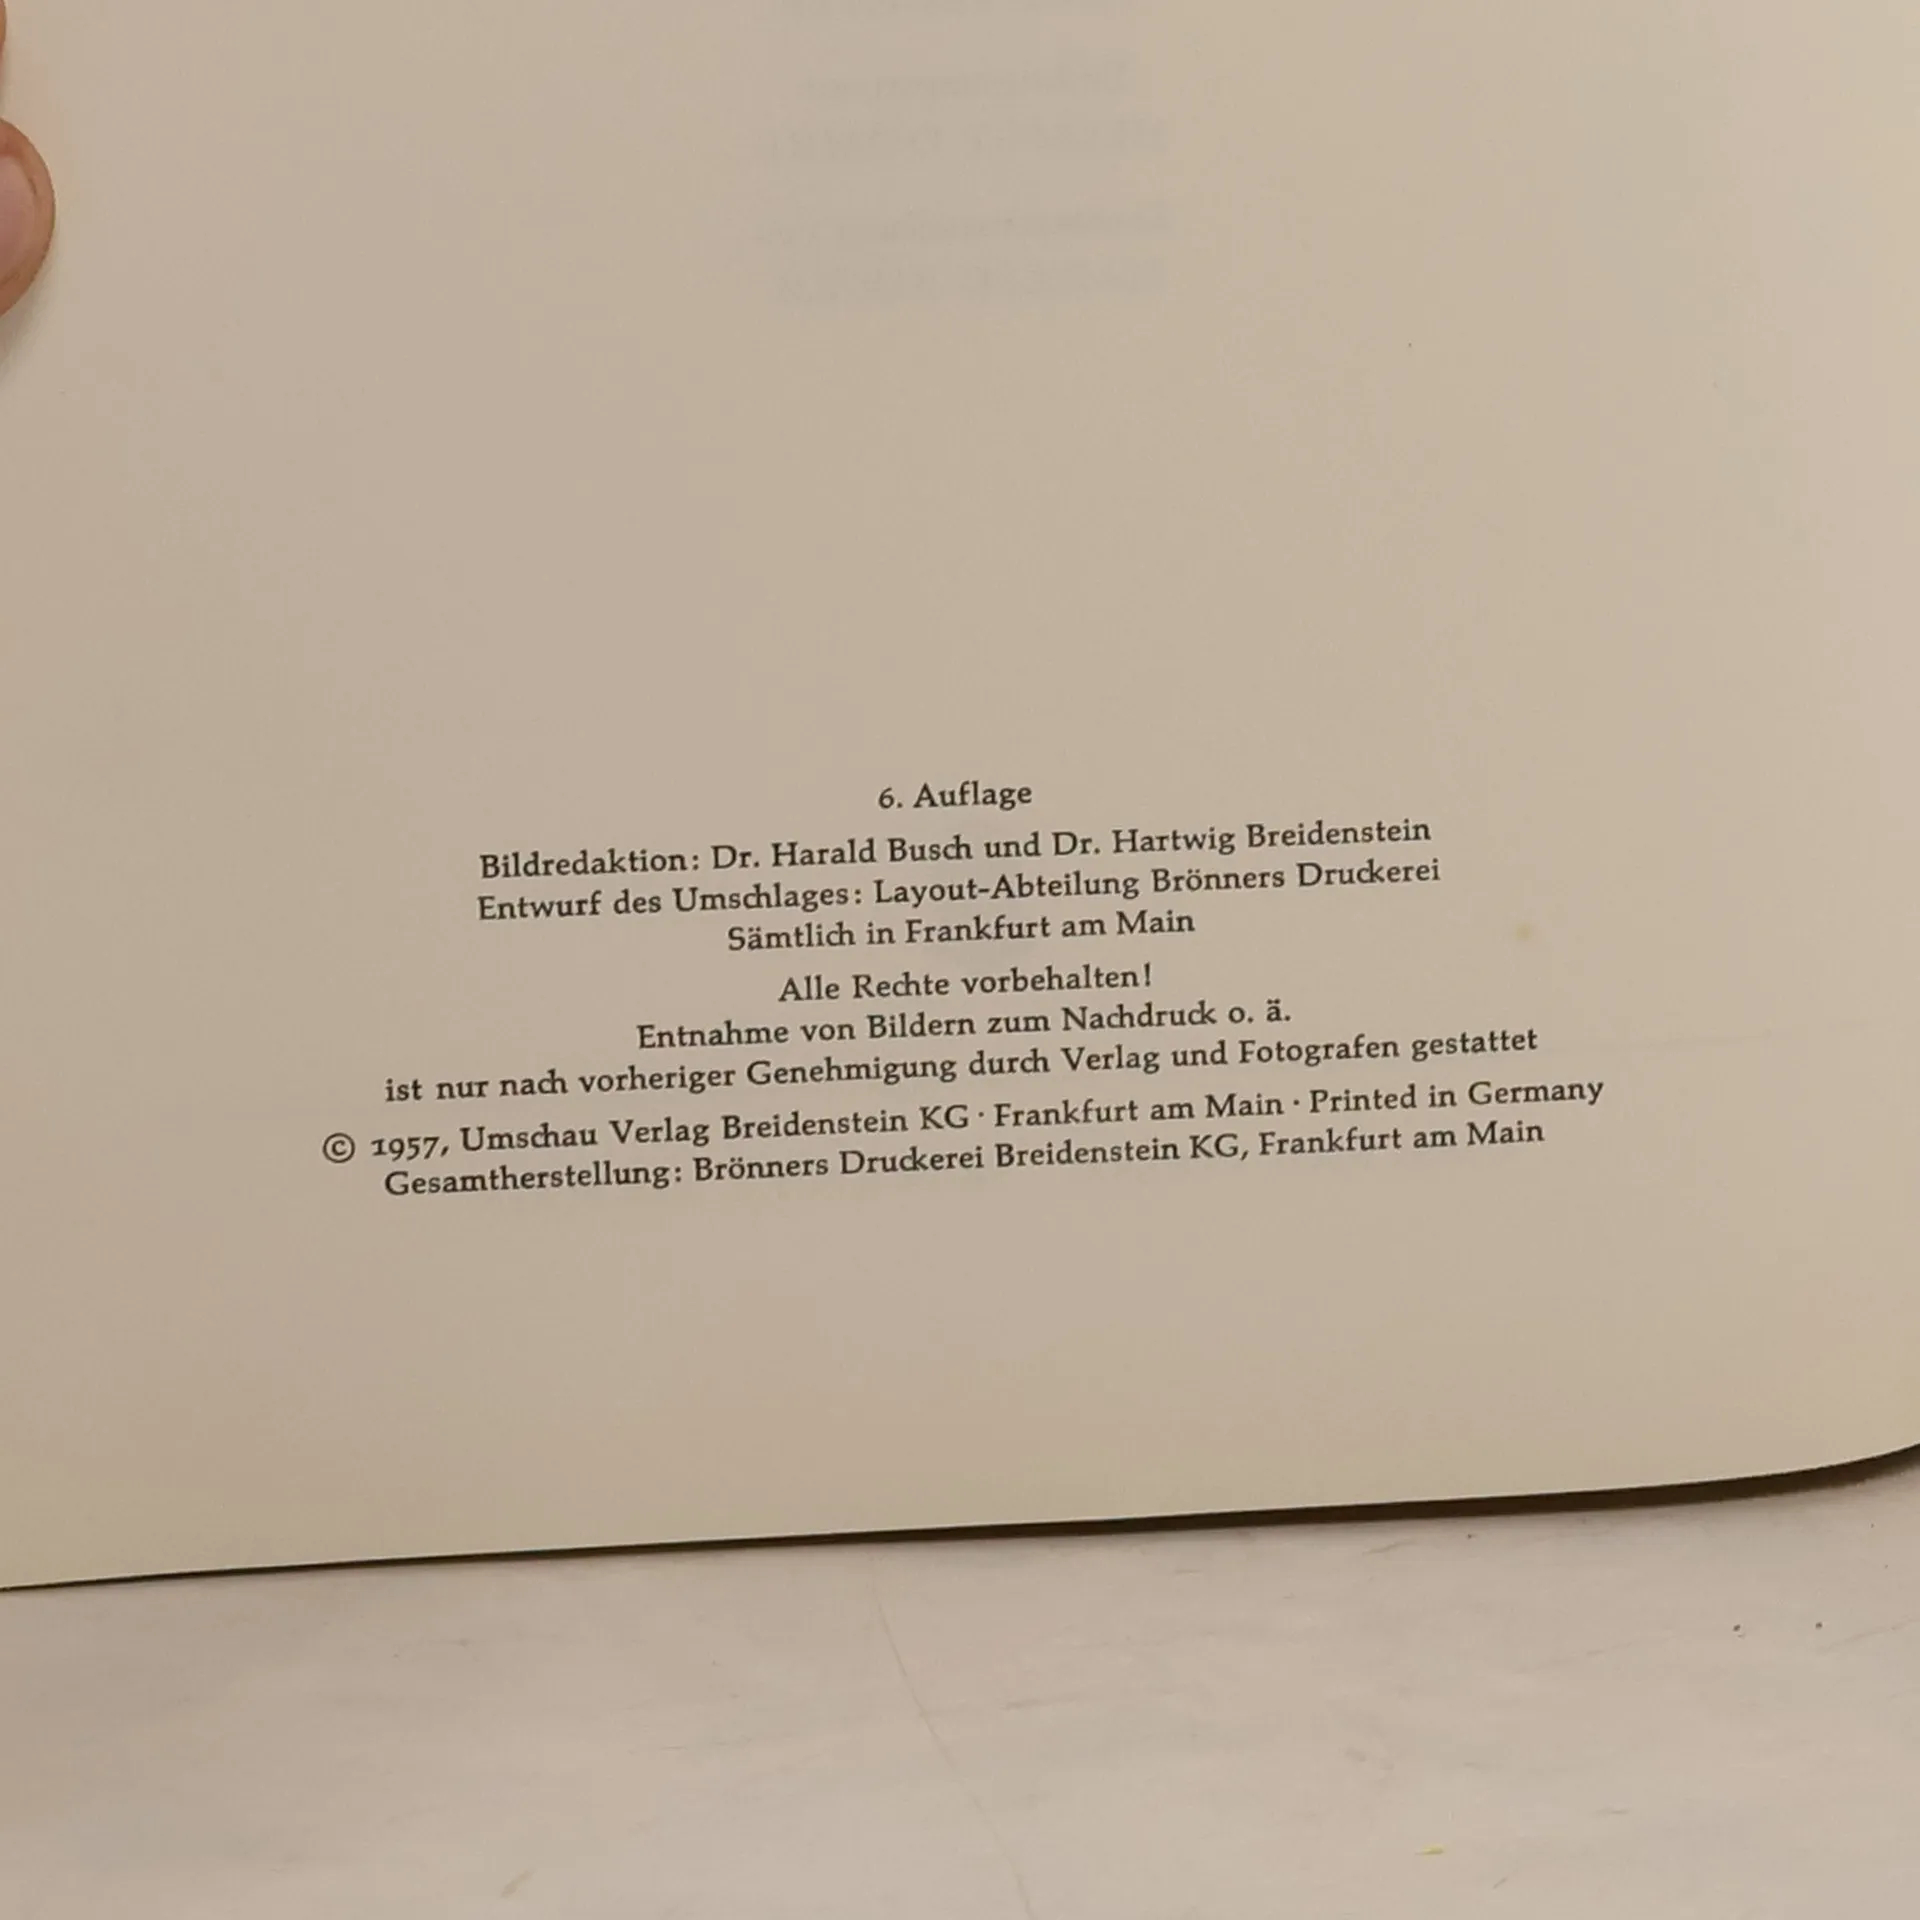 6. Auflage
Bildredaktion: Dr. Harald Busch und Dr. Hartwig Breidenstein
Entwurf des Umschlages: Layout-Abteilung Brönners Druckerei
Sämtlich in Frankfurt am Main
Alle Rechte vorbehalten!
Entnahme von Bildern zum Nachdruck o. ä.
ist nur nach vorheriger Genehmigung durch Verlag und Fotografen gestattet
© 1957, Umschau Verlag Breidenstein KG · Frankfurt am Main · Printed in Germany
Gesamtherstellung: Brönners Druckerei Breidenstein KG, Frankfurt am Main